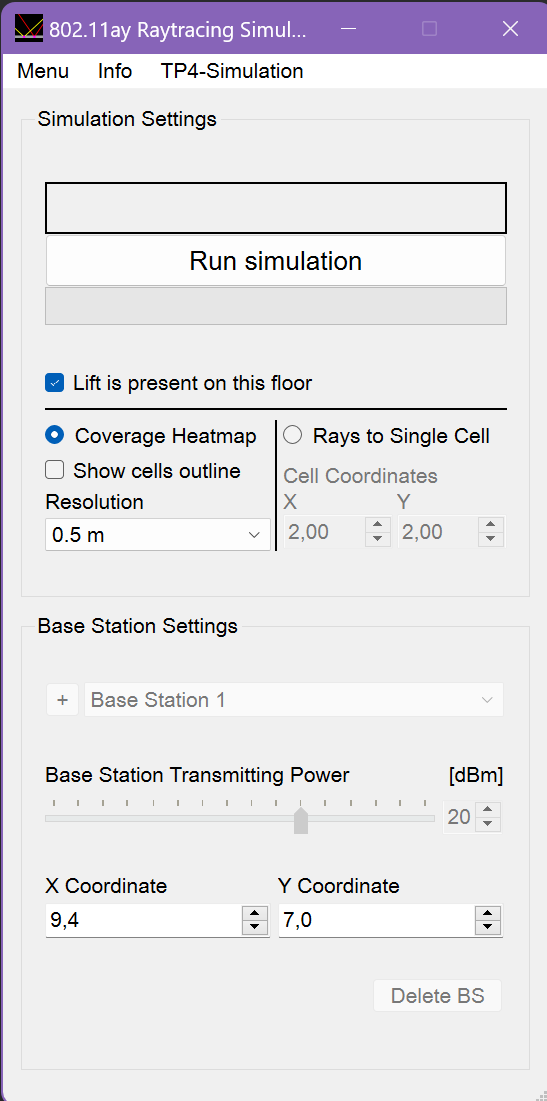 802.11ay Raytracing Simul...
Menu Info TP4-Simulation
Simulation Settings
Run simulation
Lift is present on this floor
Coverage Heatmap
Show cells outline
Resolution
0.5 m
Rays to Single Cell
Cell Coordinates
X Y
2,00 2,00
Base Station Settings
+ Base Station 1
Base Station Transmitting Power [dBm]
20
X Coordinate Y Coordinate
9,4 7,0
Delete BS